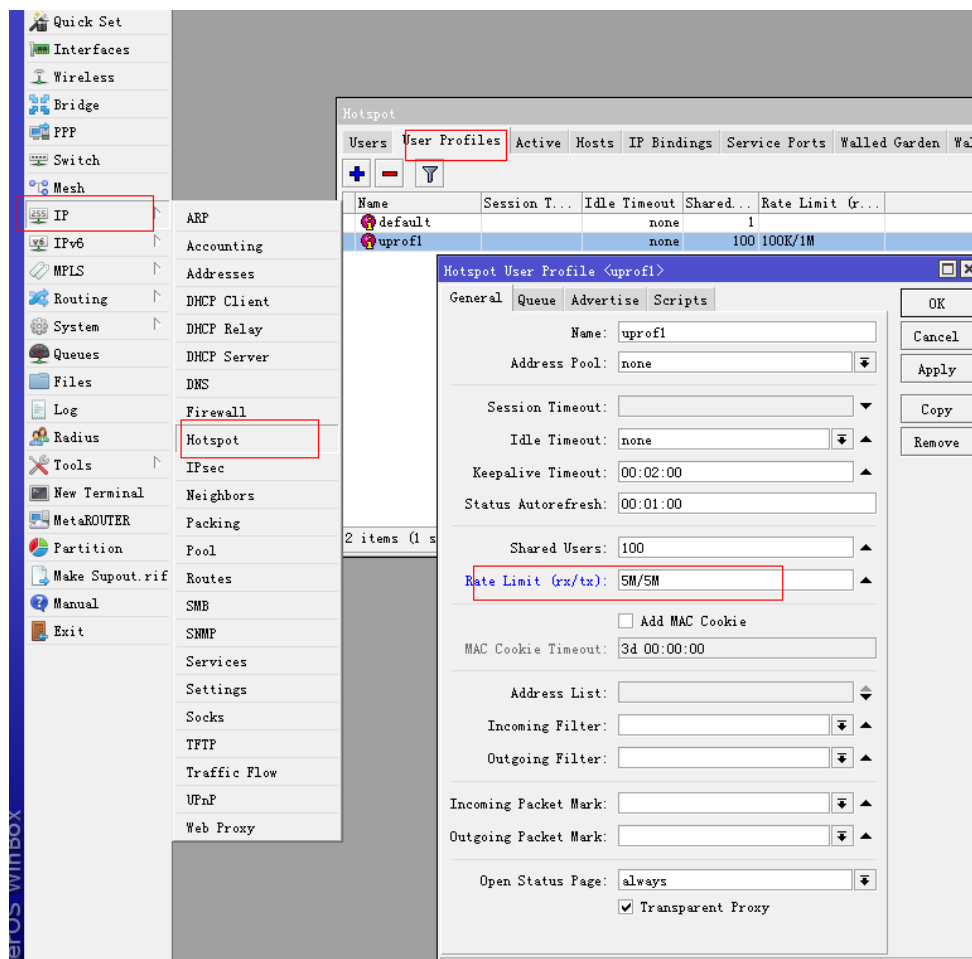 Quick Set
Interfaces
Wireless
Bridge
PPP
Switch
Mesh
IP
IPv6
MPLS
Routing
System
Queues
Files
Log
Radius
Tools
New Terminal
MetaROUTER
Partition
Make Supout.rif
Manual
Exit
erOS WinBox
ARP
Accounting
Addresses
DHCP Client
DHCP Relay
DHCP Server
DNS
Firewall
Hotspot
IPsec
Neighbors
Packing
Pool
Routes
SMB
SNMP
Services
Settings
Socks
TFTP
Traffic Flow
UPnP
Web Proxy
Hotspot
Users User Profiles Active Hosts IP Bindings Service Ports Walled Garden Wal
Name Session T... Idle Timeout Shared... Rate Limit (r...
default none 1
uprof1 none 100 100K/1M
2 items (1 s
Hotspot User Profile <uprof1>
General Queue Advertise Scripts
Name: uprof1
Address Pool: none
Session Timeout:
Idle Timeout: none
Keepalive Timeout: 00:02:00
Status Autorefresh: 00:01:00
Shared Users: 100
Rate Limit (rx/tx): 5M/5M
Add MAC Cookie
MAC Cookie Timeout: 3d 00:00:00
Address List:
Incoming Filter:
Outgoing Filter:
Incoming Packet Mark:
Outgoing Packet Mark:
Open Status Page: always
Transparent Proxy
OK
Cancel
Apply
Copy
Remove